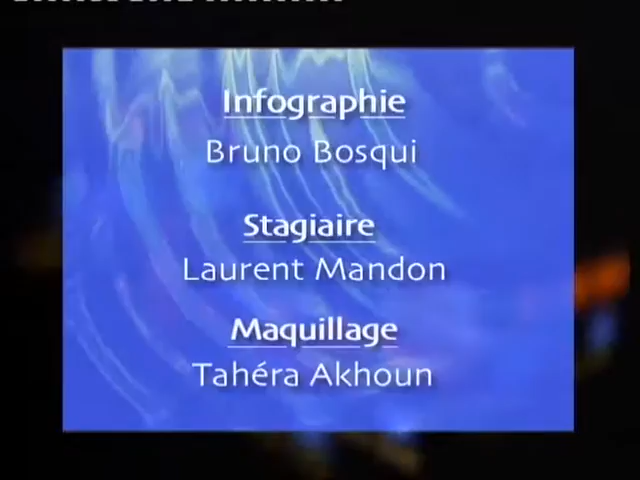 Infographie
Bruno Bosqui
Stagiaire
Laurent Mandon
Maquillage
Tahéra Akhoun